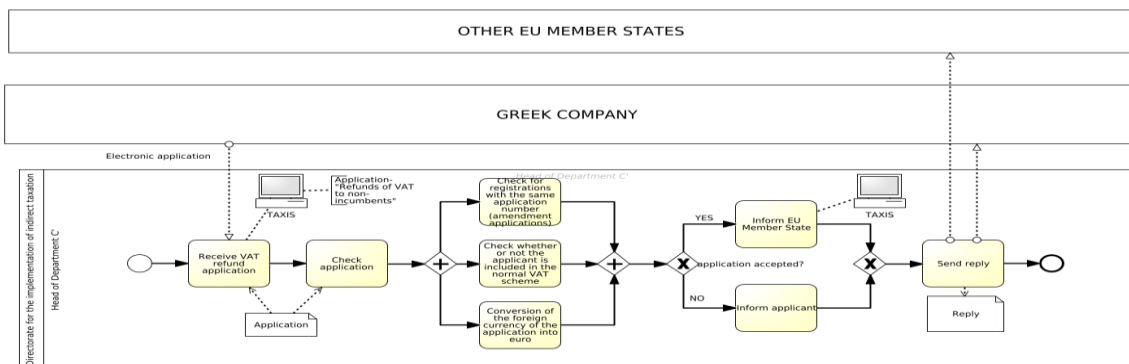 OTHER EU MEMBER STATES
GREEK COMPANY
Electronic application
Directorate for the implementation of indirect taxation
Head of Department C'
Head of Department C'
TAXIS
Application-
"Refunds of VAT
to non-
incumbents"
Receive VAT
refund
application
Check
application
Application
Check for
registrations
with the same
application
number
(amendment
applications)
Check whether
or not the
applicant is
included in the
normal VAT
scheme
Conversion of
the foreign
currency of the
application into
euro
application accepted?
YES
NO
Inform EU
Member State
Inform applicant
TAXIS
Send reply
Reply